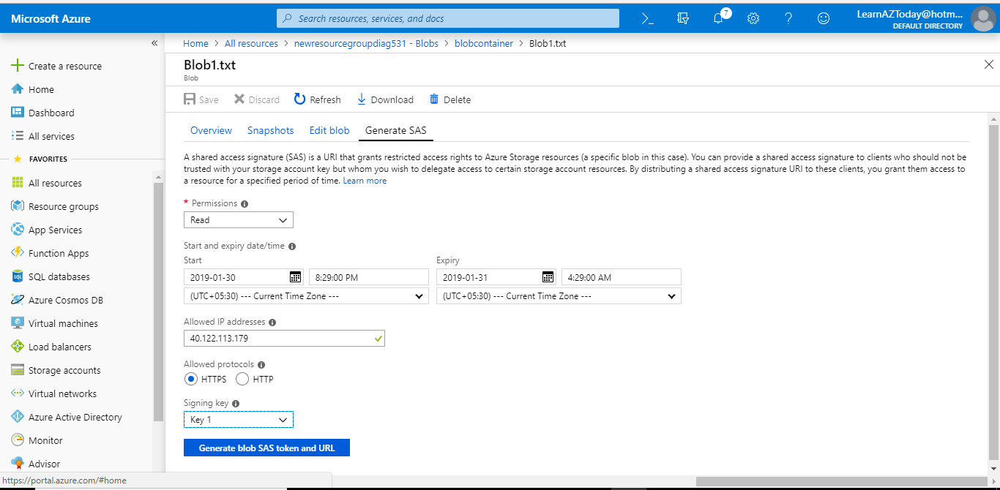 Microsoft Azure
Search resources, services, and docs
7
LearnAZToday@hotm...
DEFAULT DIRECTORY
Create a resource
Home
Dashboard
All services
FAVORITES
All resources
Resource groups
App Services
Function Apps
SQL
SQL databases
Azure Cosmos DB
Virtual machines
Load balancers
Storage accounts
Virtual networks
Azure Active Directory
Monitor
Advisor
https://portal.azure.com/#home
Home > All resources > newresourcegroupdiag531 - Blobs > blobcontainer > Blob1.txt
Blob1.txt
Blob
Save Discard Refresh Download Delete
Overview Snapshots Edit blob Generate SAS
A shared access signature (SAS) is a URI that grants restricted access rights to Azure Storage resources (a specific blob in this case). You can provide a shared access signature to clients who should not be
trusted with your storage account key but whom you wish to delegate access to certain storage account resources. By distributing a shared access signature URI to these clients, you grant them access to
a resource for a specified period of time. Learn more
* Permissions
Read
Start and expiry date/time
Start Expiry
2019-01-30 8:29:00 PM 2019-01-31 4:29:00 AM
(UTC+05:30) --- Current Time Zone --- (UTC+05:30) --- Current Time Zone ---
Allowed IP addresses
40.122.113.179
Allowed protocols
HTTPS HTTP
Signing key
Key 1
Generate blob SAS token and URL